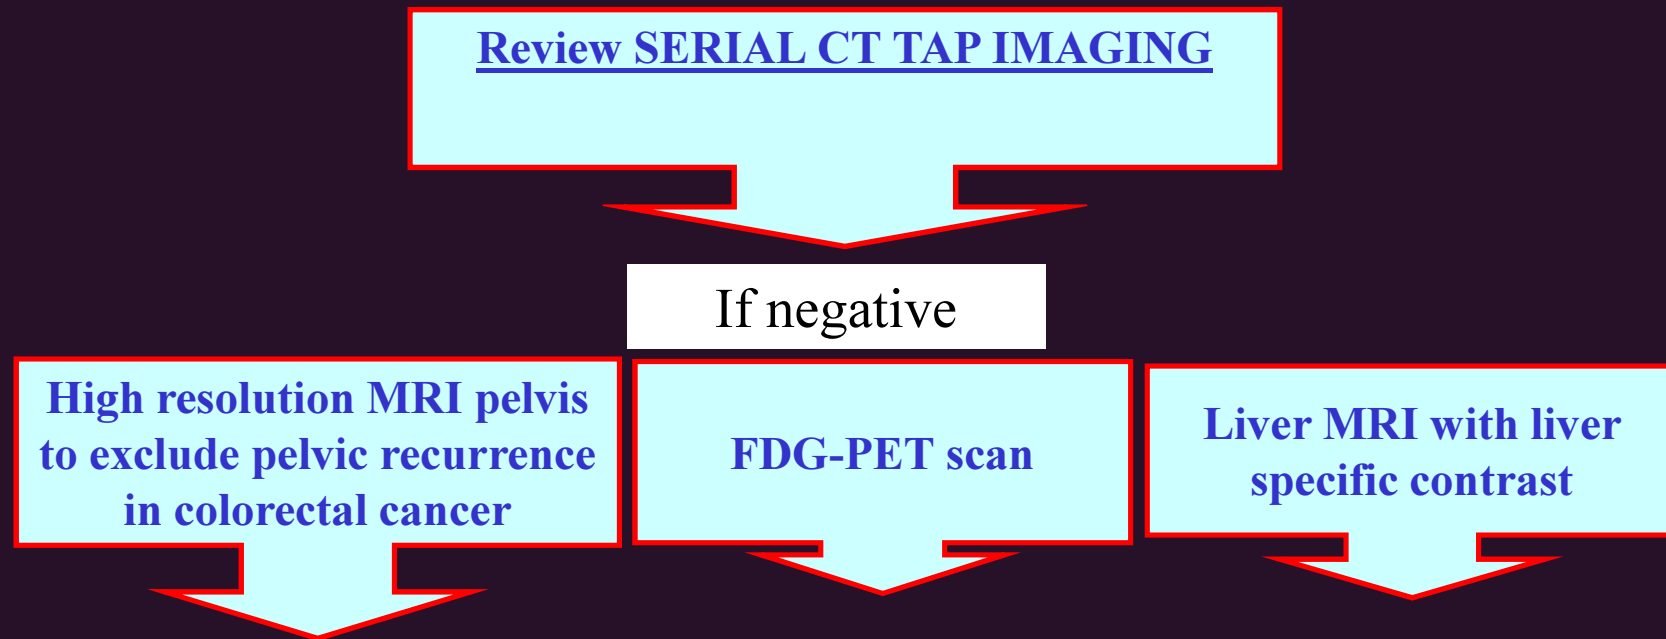 Review SERIAL CT TAP IMAGING
If negative
High resolution MRI pelvis
to exclude pelvic recurrence
in colorectal cancer
FDG-PET scan
Liver MRI with liver
specific contrast